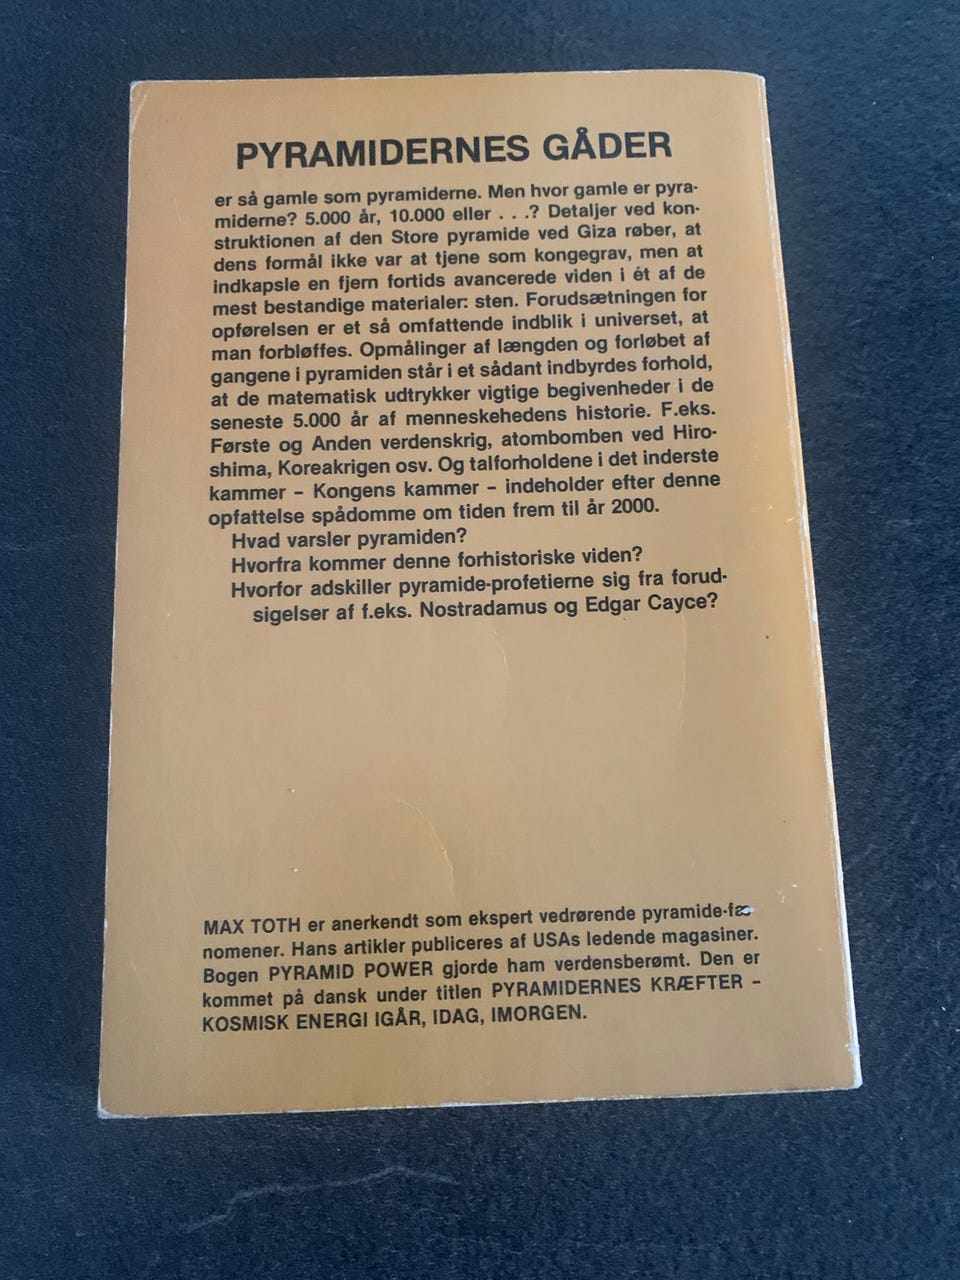 PYRAMIDERNES GÅDER
er så gamle som pyramiderne. Men hvor gamle er pyra-
miderne? 5.000 år, 10.000 eller . . .? Detaljer ved kon-
struktionen af den Store pyramide ved Giza røber, at
dens formål ikke var at tjene som kongegrav, men at
indkapsle en fjern fortids avancerede viden i ét af de
mest bestandige materialer: sten. Forudsætningen for
opførelsen er et så omfattende indblik i universet, at
man forbløffes. Opmålinger af længden og forløbet af
gangene i pyramiden står i et sådant indbyrdes forhold,
at de matematisk udtrykker vigtige begivenheder i de
seneste 5.000 år af menneskehedens historie. F.eks.
Første og Anden verdenskrig, atombomben ved Hiro-
shima, Koreakrigen osv. Og talforholdene i det inderste
kammer – Kongens kammer – indeholder efter denne
opfattelse spådomme om tiden frem til år 2000.
Hvad varsler pyramiden?
Hvorfra kommer denne forhistoriske viden?
Hvorfor adskiller pyramide-profetierne sig fra forud-
sigelser af f.eks. Nostradamus og Edgar Cayce?
MAX TOTH er anerkendt som ekspert vedrørende pyramide-fæ-
nomener. Hans artikler publiceres af USAs ledende magasiner.
Bogen PYRAMID POWER gjorde ham verdensberømt. Den er
kommet på dansk under titlen PYRAMIDERNES KRÆFTER –
KOSMISK ENERGI IGÅR, IDAG, IMORGEN.